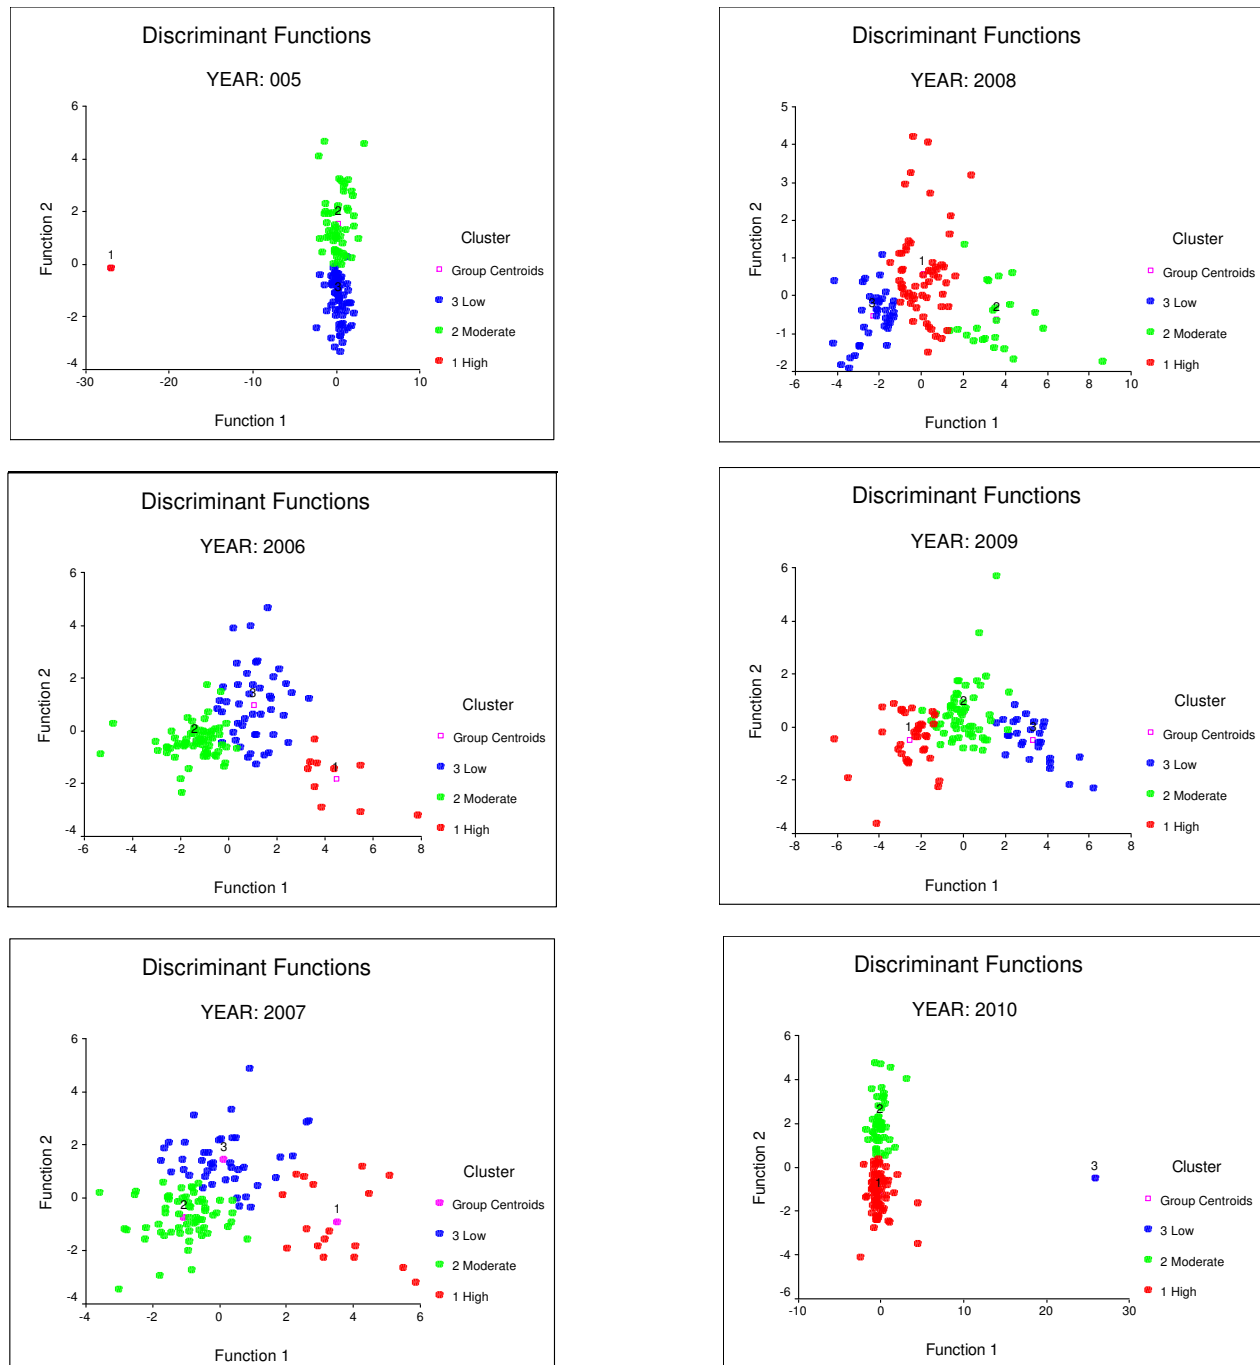 Discriminant Functions
YEAR: 005
6
4
2
0
-2
-4
-30
-20
-10
0
10
Function 2
Function 1
1
2
3
Cluster
Group Centroids
3 Low
2 Moderate
1 High
Discriminant Functions
YEAR: 2008
5
4
3
2
1
0
-1
-2
-6
-4
-2
0
2
4
6
8
10
Function 2
Function 1
1
2
3
Cluster
Group Centroids
3 Low
2 Moderate
1 High
Discriminant Functions
YEAR: 2006
6
4
2
0
-2
-4
-6
-4
-2
0
2
4
6
8
Function 2
Function 1
3
2
1
Cluster
Group Centroids
3 Low
2 Moderate
1 High
Discriminant Functions
YEAR: 2009
6
4
2
0
-2
-4
-8
-6
-4
-2
0
2
4
6
8
Function 2
Function 1
2
1
3
Cluster
Group Centroids
3 Low
2 Moderate
1 High
Discriminant Functions
YEAR: 2007
6
4
2
0
-2
-4
-4
-2
0
2
4
6
Function 2
Function 1
3
2
1
Cluster
Group Centroids
3 Low
2 Moderate
1 High
Discriminant Functions
YEAR: 2010
6
4
2
0
-2
-4
-6
-10
0
10
20
30
Function 2
Function 1
2
3
1
Cluster
Group Centroids
3 Low
2 Moderate
1 High